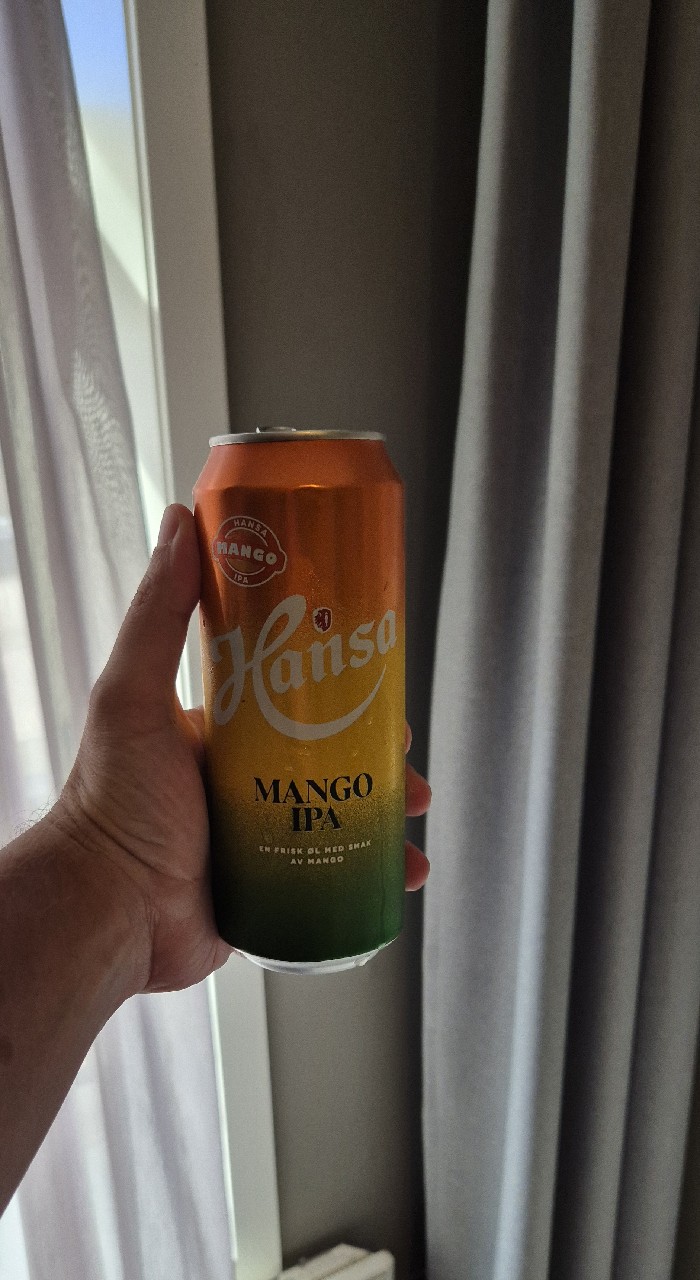 HANSA
MANGO
IPA
Hansa
MANGO
IPA
EN FRISK ØL MED SMAK
AV MANGO